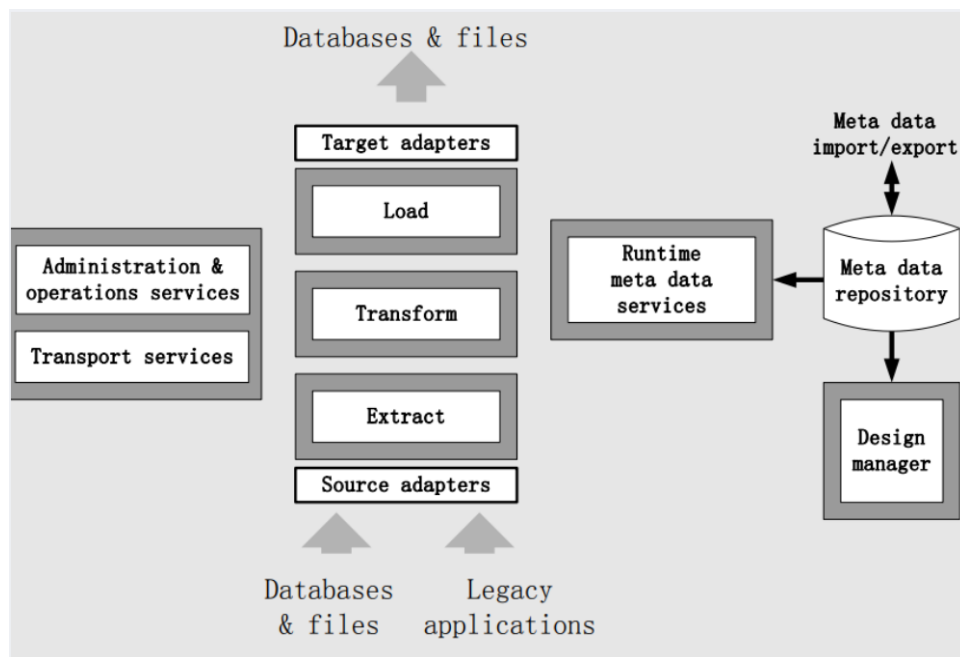 Databases & files
Target adapters
Load
Transform
Extract
Source adapters
Databases
& files
Legacy
applications
Administration &
operations services
Transport services
Runtime
meta data
services
Meta data
import/export
Meta data
repository
Design
manager